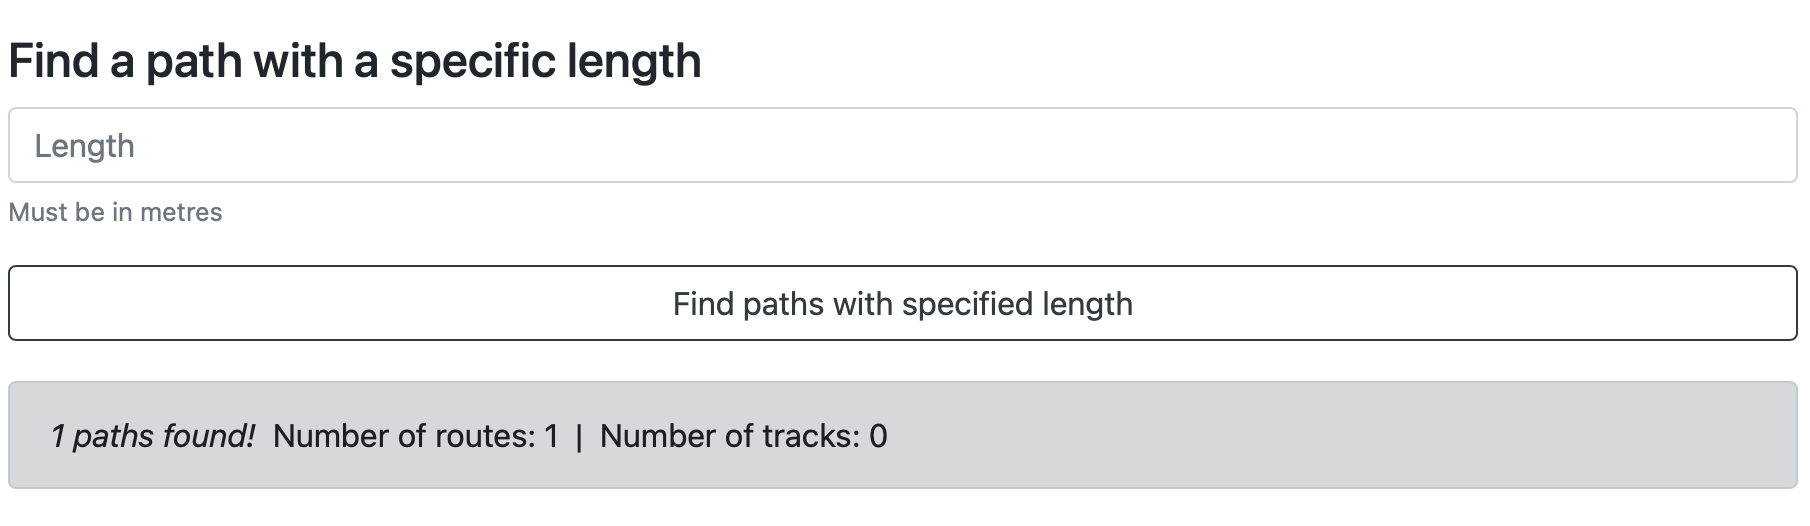 Find a path with a specific length
Length
Must be in metres
Find paths with specified length
1 paths found! Number of routes: 1 | Number of tracks: 0